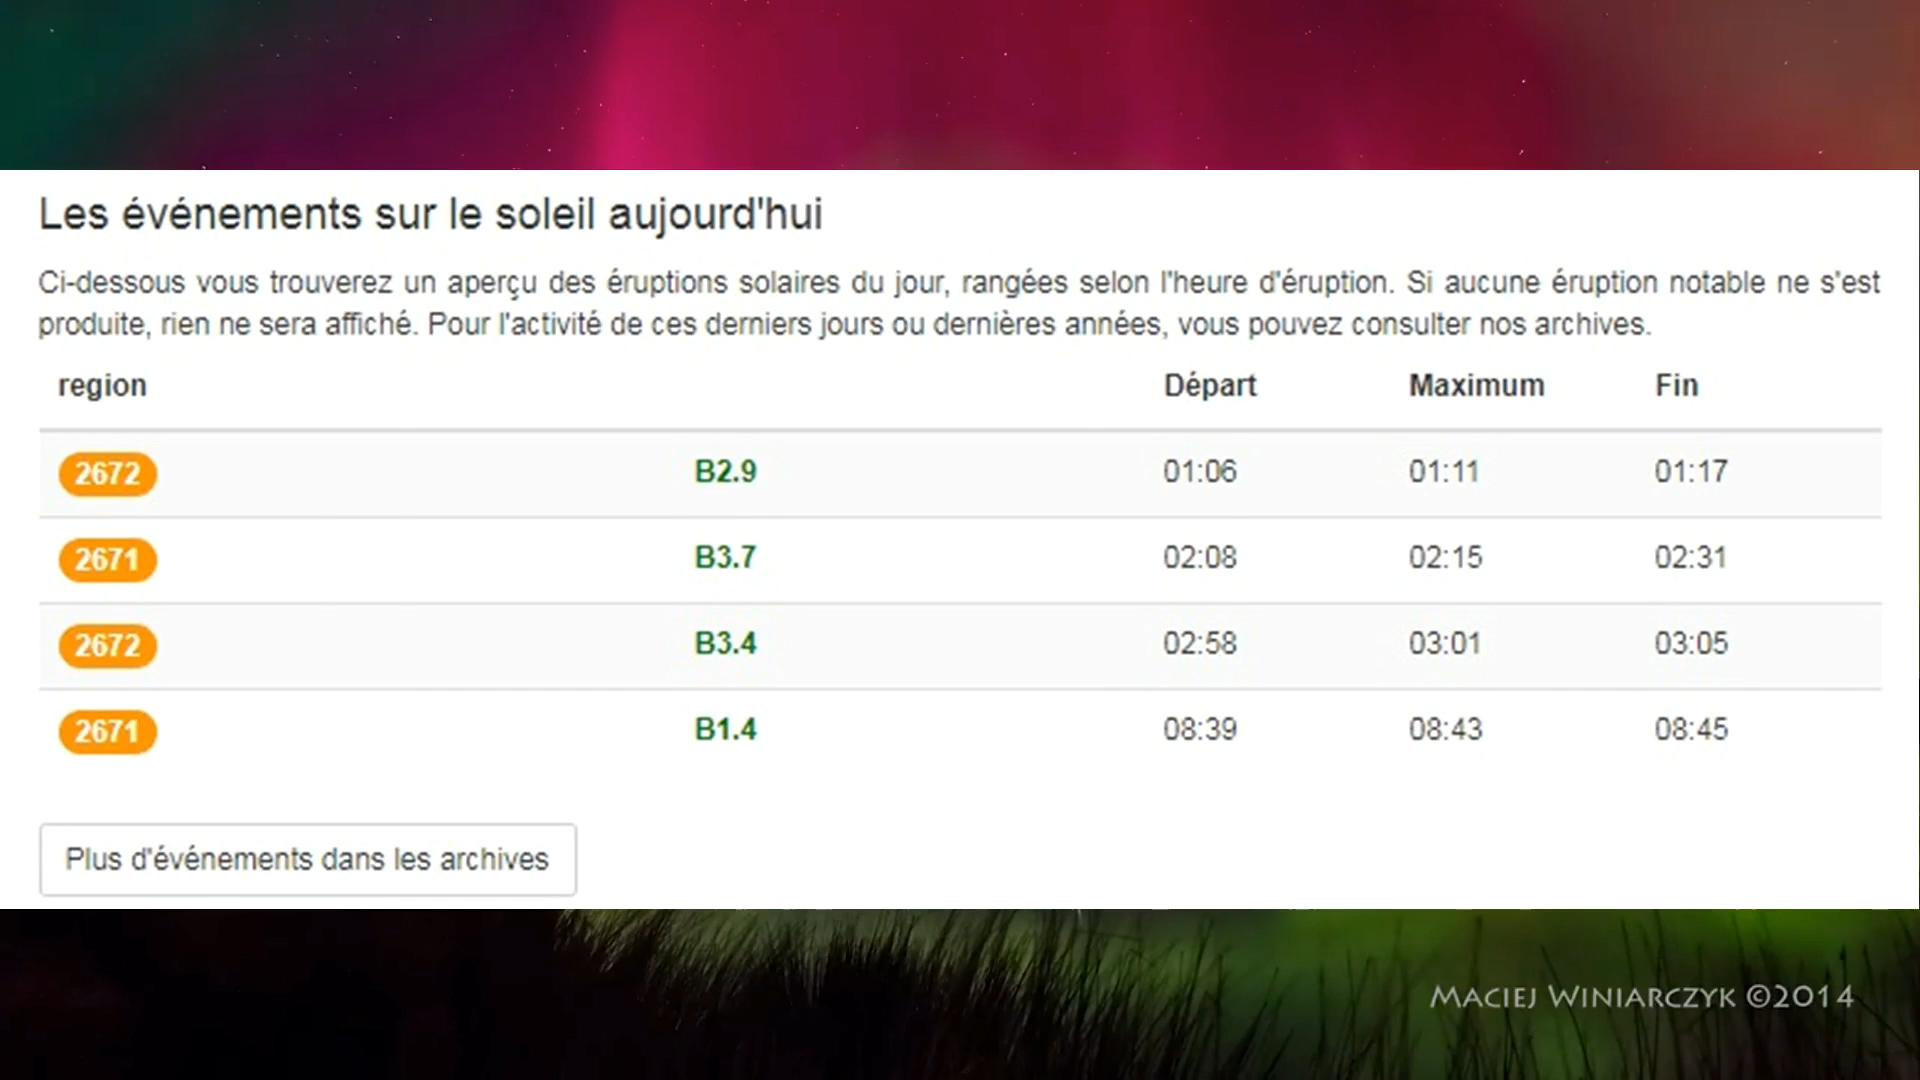 Les événements sur le soleil aujourd'hui
Ci-dessous vous trouverez un aperçu des éruptions solaires du jour, rangées selon l'heure d'éruption. Si aucune éruption notable ne s'est
produite, rien ne sera affiché. Pour l'activité de ces derniers jours ou dernières années, vous pouvez consulter nos archives.
region Départ Maximum Fin
2672 B2.9 01:06 01:11 01:17
2671 B3.7 02:08 02:15 02:31
2672 B3.4 02:58 03:01 03:05
2671 B1.4 08:39 08:43 08:45
Plus d'événements dans les archives
MACIEJ WINIARCZYK ©2014